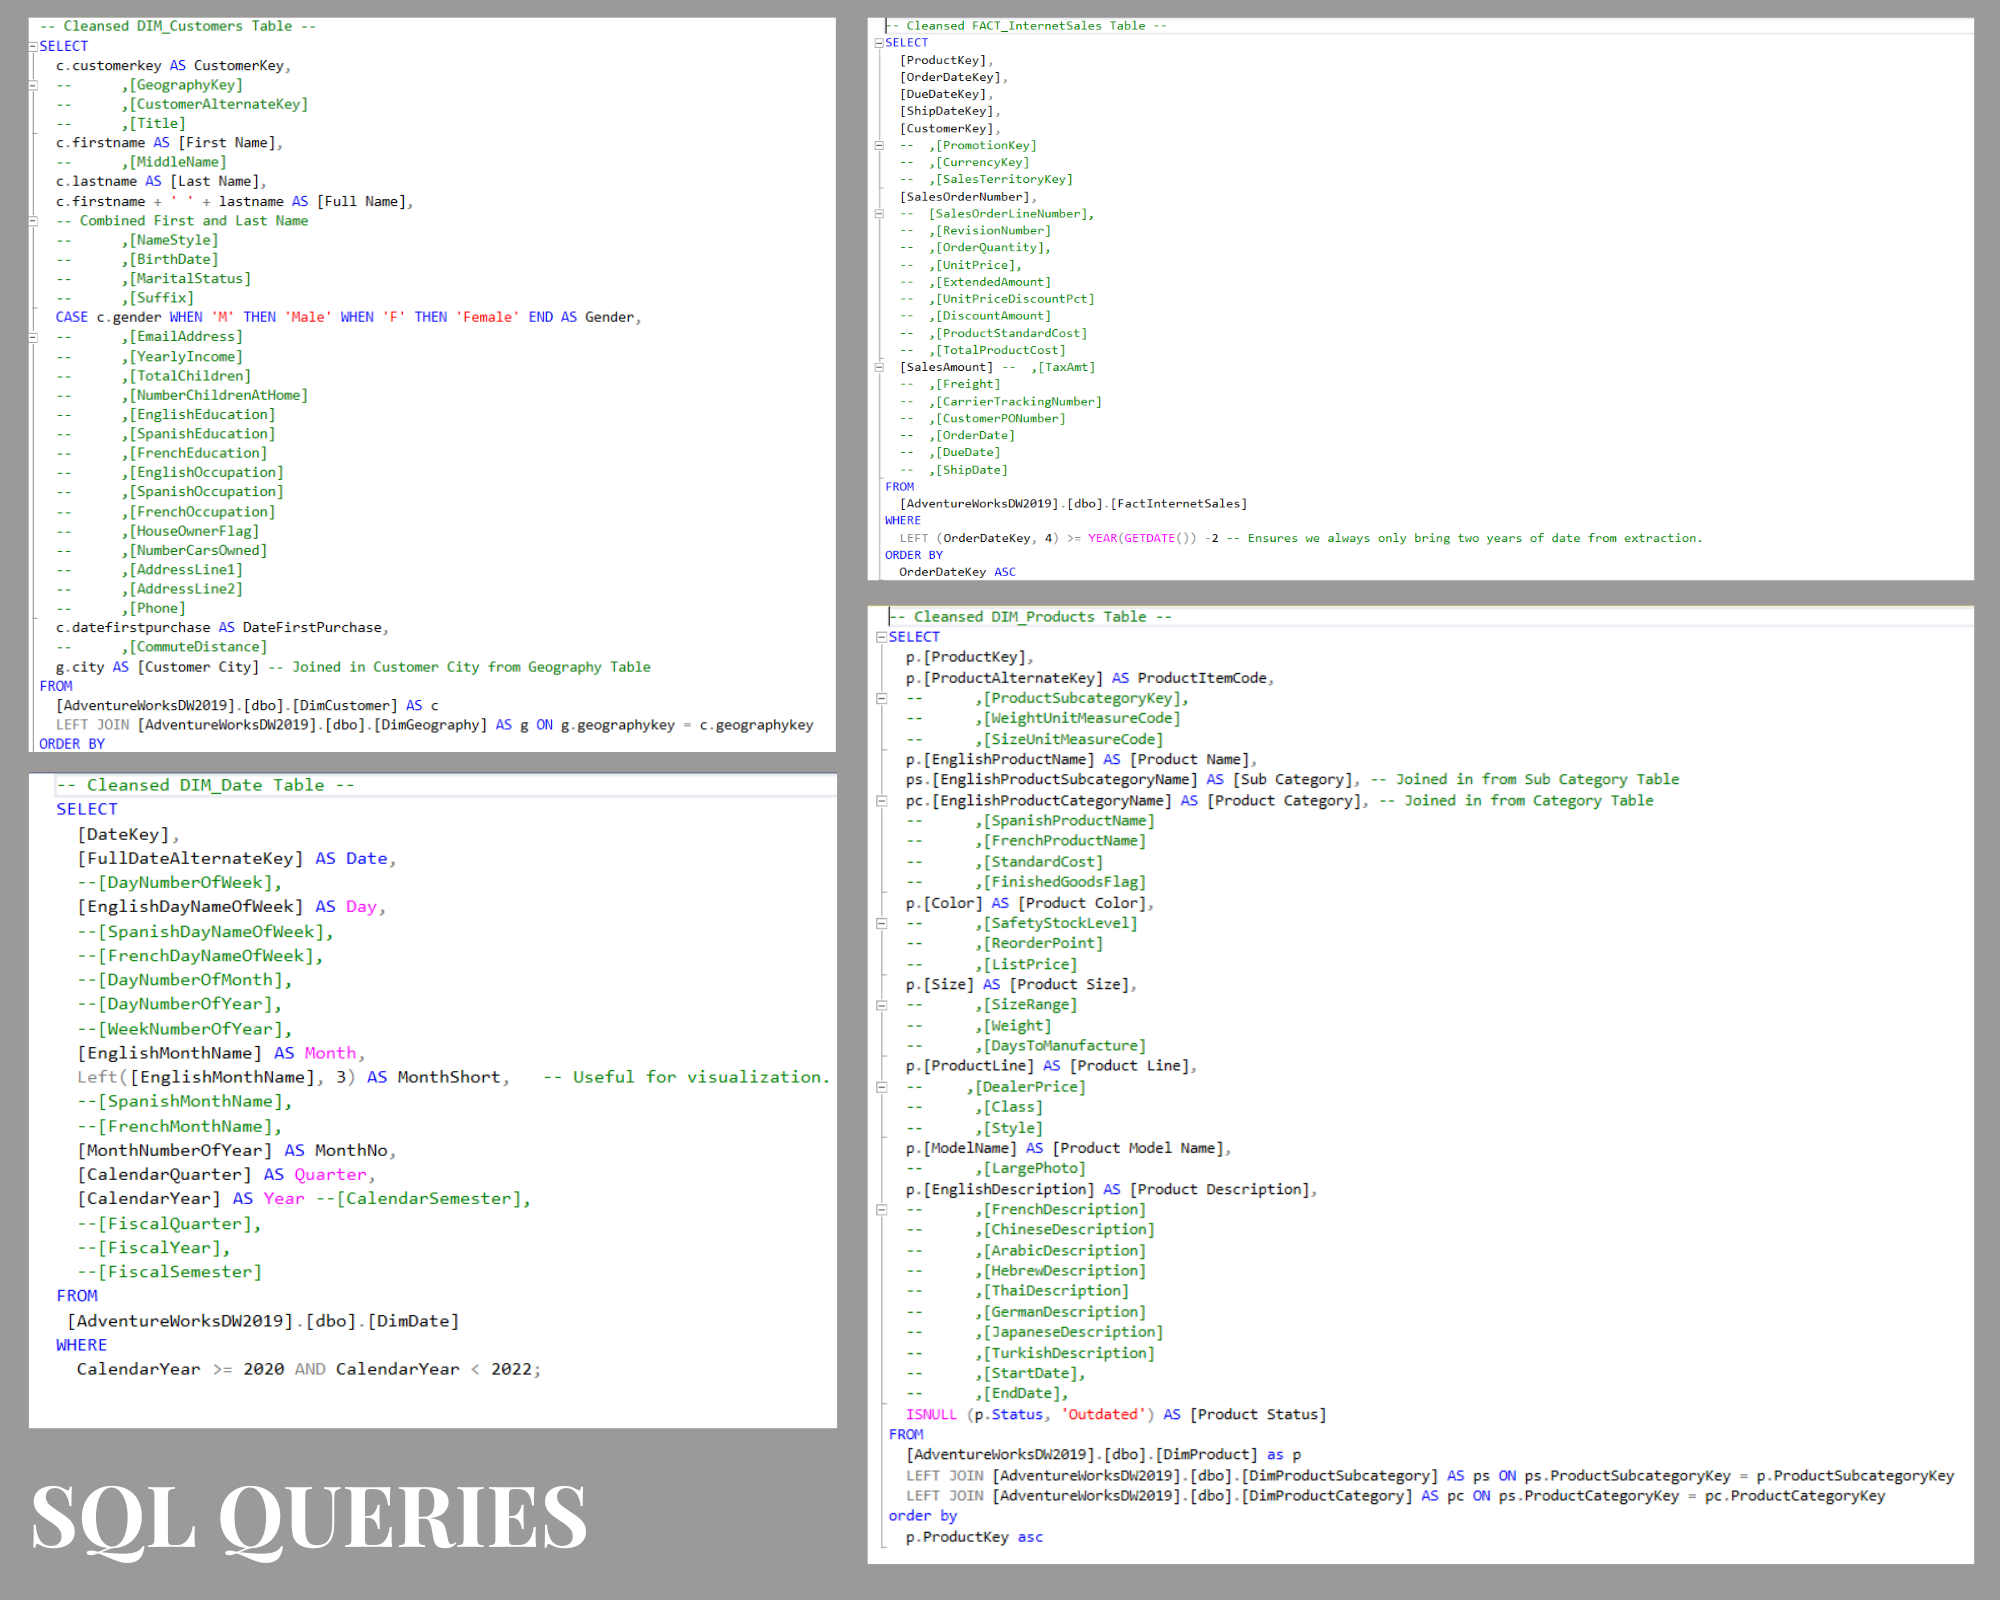 -- Cleansed DIM_Customers Table --
SELECT
c.customerkey AS CustomerKey,
-- ,[GeographyKey]
-- ,[CustomerAlternateKey]
-- ,[Title]
c.firstname AS [First Name],
-- ,[MiddleName]
c.lastname AS [Last Name],
c.firstname + ' ' + lastname AS [Full Name],
-- Combined First and Last Name
-- ,[NameStyle]
-- ,[BirthDate]
-- ,[MaritalStatus]
-- ,[Suffix]
CASE c.gender WHEN 'M' THEN 'Male' WHEN 'F' THEN 'Female' END AS Gender,
-- ,[EmailAddress]
-- ,[YearlyIncome]
-- ,[TotalChildren]
-- ,[NumberChildrenAtHome]
-- ,[EnglishEducation]
-- ,[SpanishEducation]
-- ,[FrenchEducation]
-- ,[EnglishOccupation]
-- ,[SpanishOccupation]
-- ,[FrenchOccupation]
-- ,[HouseOwnerFlag]
-- ,[NumberCarsOwned]
-- ,[AddressLine1]
-- ,[AddressLine2]
-- ,[Phone]
c.datefirstpurchase AS DateFirstPurchase,
-- ,[CommuteDistance]
g.city AS [Customer City] -- Joined in Customer City from Geography Table
FROM
[AdventureWorksDW2019].[dbo].[DimCustomer] AS c
LEFT JOIN [AdventureWorksDW2019].[dbo].[DimGeography] AS g ON g.geographykey = c.geographykey
ORDER BY
-- Cleansed DIM_Date Table --
SELECT
[DateKey],
[FullDateAlternateKey] AS Date,
--[DayNumberOfWeek],
[EnglishDayNameOfWeek] AS Day,
--[SpanishDayNameOfWeek],
--[FrenchDayNameOfWeek],
--[DayNumberOfMonth],
--[DayNumberOfYear],
--[WeekNumberOfYear],
[EnglishMonthName] AS Month,
Left([EnglishMonthName], 3) AS MonthShort, -- Useful for visualization.
--[SpanishMonthName],
--[FrenchMonthName],
[MonthNumberOfYear] AS MonthNo,
[CalendarQuarter] AS Quarter,
[CalendarYear] AS Year --[CalendarSemester],
--[FiscalQuarter],
--[FiscalYear],
--[FiscalSemester]
FROM
[AdventureWorksDW2019].[dbo].[DimDate]
WHERE
CalendarYear >= 2020 AND CalendarYear < 2022;
SQL QUERIES
-- Cleansed FACT_InternetSales Table --
SELECT
[ProductKey],
[OrderDateKey],
[DueDateKey],
[ShipDateKey],
[CustomerKey],
-- ,[PromotionKey]
-- ,[CurrencyKey]
-- ,[SalesTerritoryKey]
[SalesOrderNumber],
-- [SalesOrderLineNumber],
-- ,[RevisionNumber]
-- ,[OrderQuantity],
-- ,[UnitPrice],
-- ,[ExtendedAmount]
-- ,[UnitPriceDiscountPct]
-- ,[DiscountAmount]
-- ,[ProductStandardCost]
-- ,[TotalProductCost]
[SalesAmount] -- ,[TaxAmt]
-- ,[Freight]
-- ,[CarrierTrackingNumber]
-- ,[CustomerPONumber]
-- ,[OrderDate]
-- ,[DueDate]
-- ,[ShipDate]
FROM
[AdventureWorksDW2019].[dbo].[FactInternetSales]
WHERE
LEFT (OrderDateKey, 4) >= YEAR(GETDATE()) -2 -- Ensures we always only bring two years of date from extraction.
ORDER BY
OrderDateKey ASC
-- Cleansed DIM_Products Table --
SELECT
p.[ProductKey],
p.[ProductAlternateKey] AS ProductItemCode,
-- ,[ProductSubcategoryKey],
-- ,[WeightUnitMeasureCode]
-- ,[SizeUnitMeasureCode]
p.[EnglishProductName] AS [Product Name],
ps.[EnglishProductSubcategoryName] AS [Sub Category], -- Joined in from Sub Category Table
pc.[EnglishProductCategoryName] AS [Product Category], -- Joined in from Category Table
-- ,[SpanishProductName]
-- ,[FrenchProductName]
-- ,[StandardCost]
-- ,[FinishedGoodsFlag]
p.[Color] AS [Product Color],
-- ,[SafetyStockLevel]
-- ,[ReorderPoint]
-- ,[ListPrice]
p.[Size] AS [Product Size],
-- ,[SizeRange]
-- ,[Weight]
-- ,[DaysToManufacture]
p.[ProductLine] AS [Product Line],
-- ,[DealerPrice]
-- ,[Class]
-- ,[Style]
p.[ModelName] AS [Product Model Name],
-- ,[LargePhoto]
p.[EnglishDescription] AS [Product Description],
-- ,[FrenchDescription]
-- ,[ChineseDescription]
-- ,[ArabicDescription]
-- ,[HebrewDescription]
-- ,[ThaiDescription]
-- ,[GermanDescription]
-- ,[JapaneseDescription]
-- ,[TurkishDescription]
-- ,[StartDate],
-- ,[EndDate],
ISNULL (p.Status, 'Outdated') AS [Product Status]
FROM
[AdventureWorksDW2019].[dbo].[DimProduct] as p
LEFT JOIN [AdventureWorksDW2019].[dbo].[DimProductSubcategory] AS ps ON ps.ProductSubcategoryKey = p.ProductSubcategoryKey
LEFT JOIN [AdventureWorksDW2019].[dbo].[DimProductCategory] AS pc ON ps.ProductCategoryKey = pc.ProductCategoryKey
order by
p.ProductKey asc